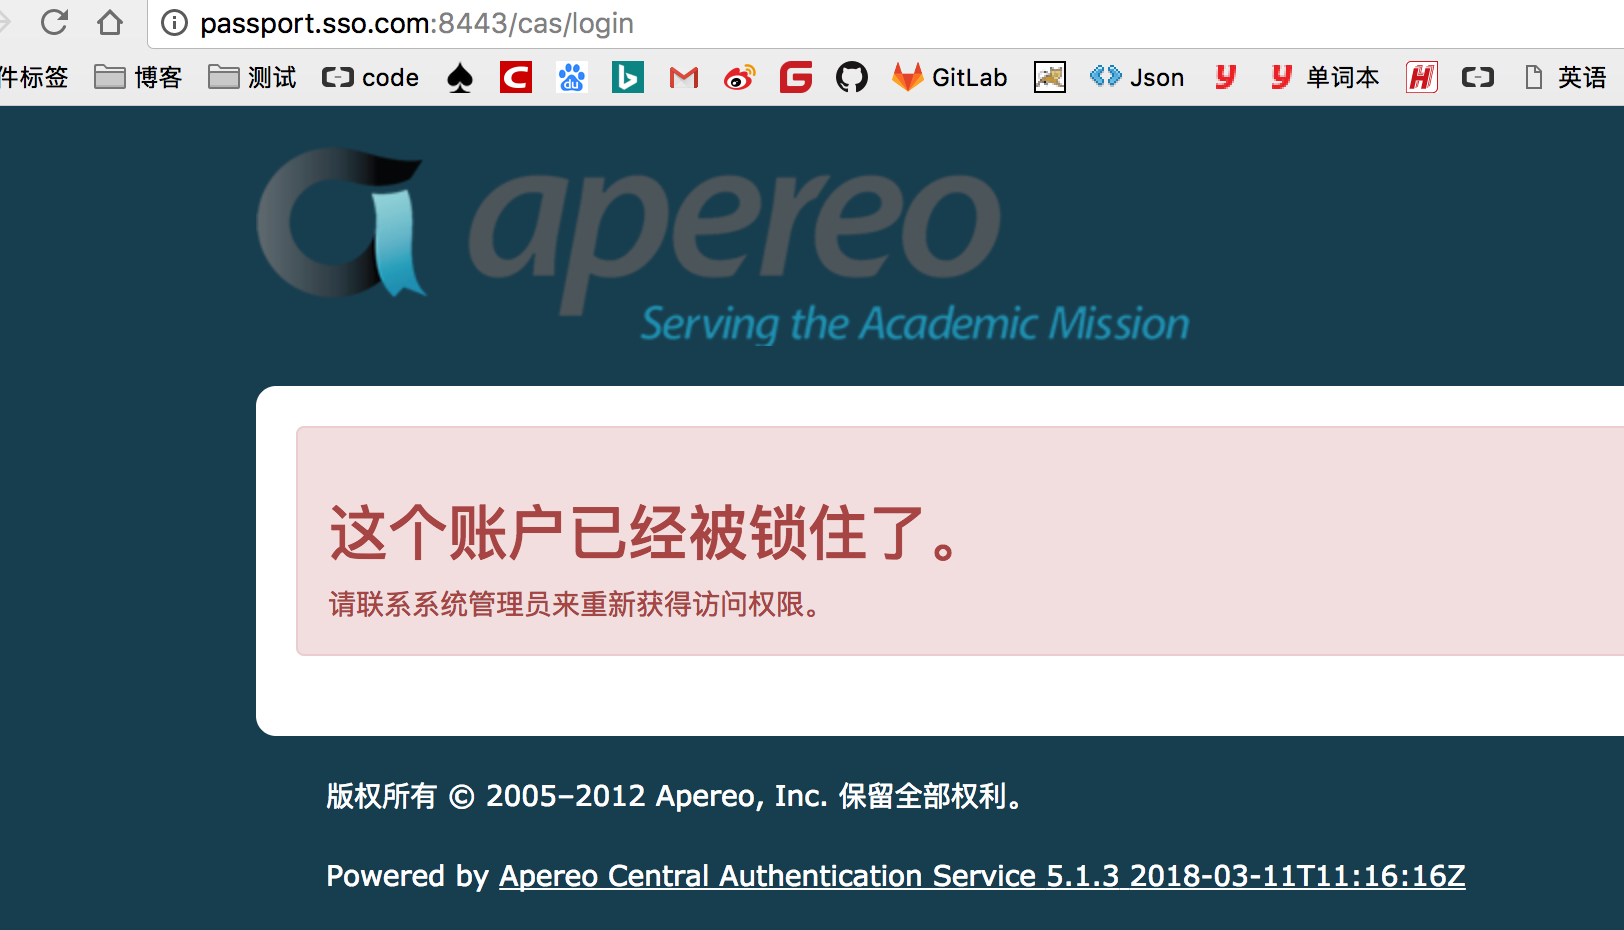 passport.sso.com:8443/cas/login
件标签 博客 测试 code du GitLab Json 单词本 英语
apereo
Serving the Academic Mission
这个账户已经被锁住了。
请联系系统管理员来重新获得访问权限。
版权所有 © 2005–2012 Apereo, Inc. 保留全部权利。
Powered by Apereo Central Authentication Service 5.1.3 2018-03-11T11:16:16Z